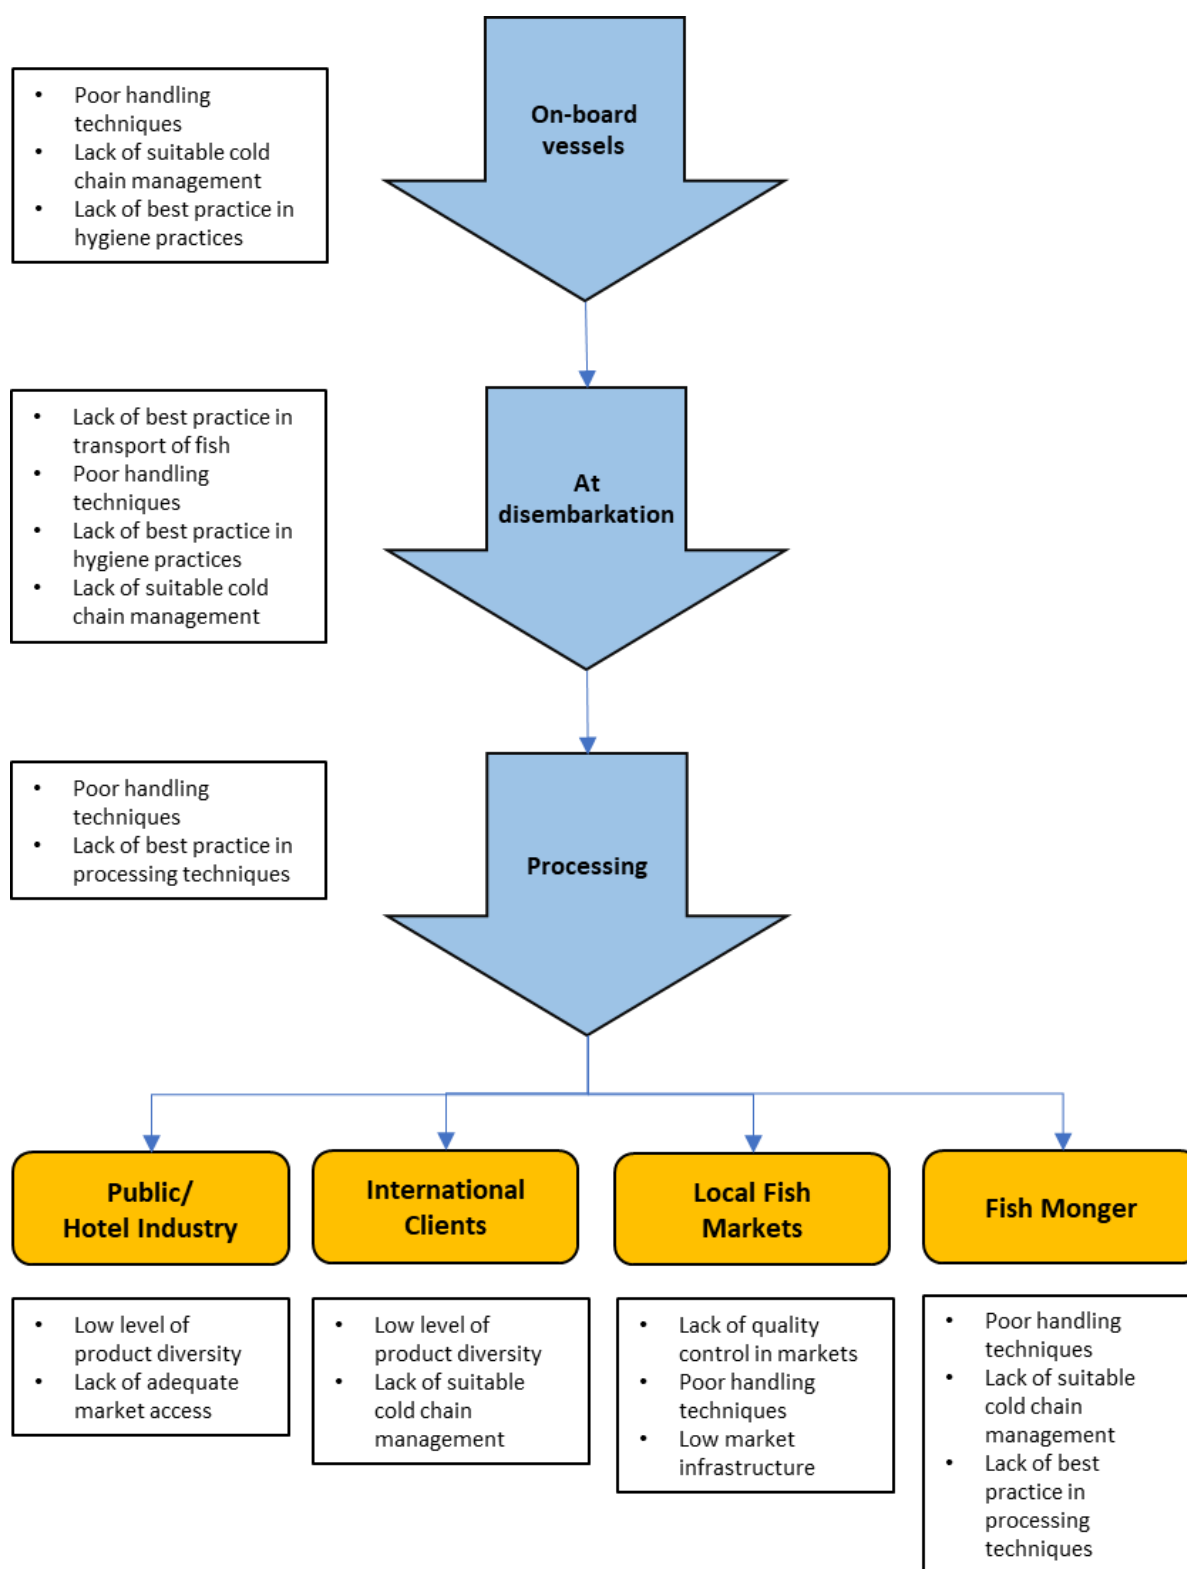 • Poor handling
techniques
• Lack of suitable cold
chain management
• Lack of best practice in
hygiene practices
On-board
vessels
• Lack of best practice in
transport of fish
• Poor handling
techniques
• Lack of best practice in
hygiene practices
• Lack of suitable cold
chain management
At
disembarkation
• Poor handling
techniques
• Lack of best practice in
processing techniques
Processing
Public/
Hotel Industry
International
Clients
Local Fish
Markets
Fish Monger
• Low level of
product diversity
• Lack of adequate
market access
• Low level of
product diversity
• Lack of suitable
cold chain
management
• Lack of quality
control in markets
• Poor handling
techniques
• Low market
infrastructure
• Poor handling
techniques
• Lack of suitable
cold chain
management
• Lack of best
practice in
processing
techniques